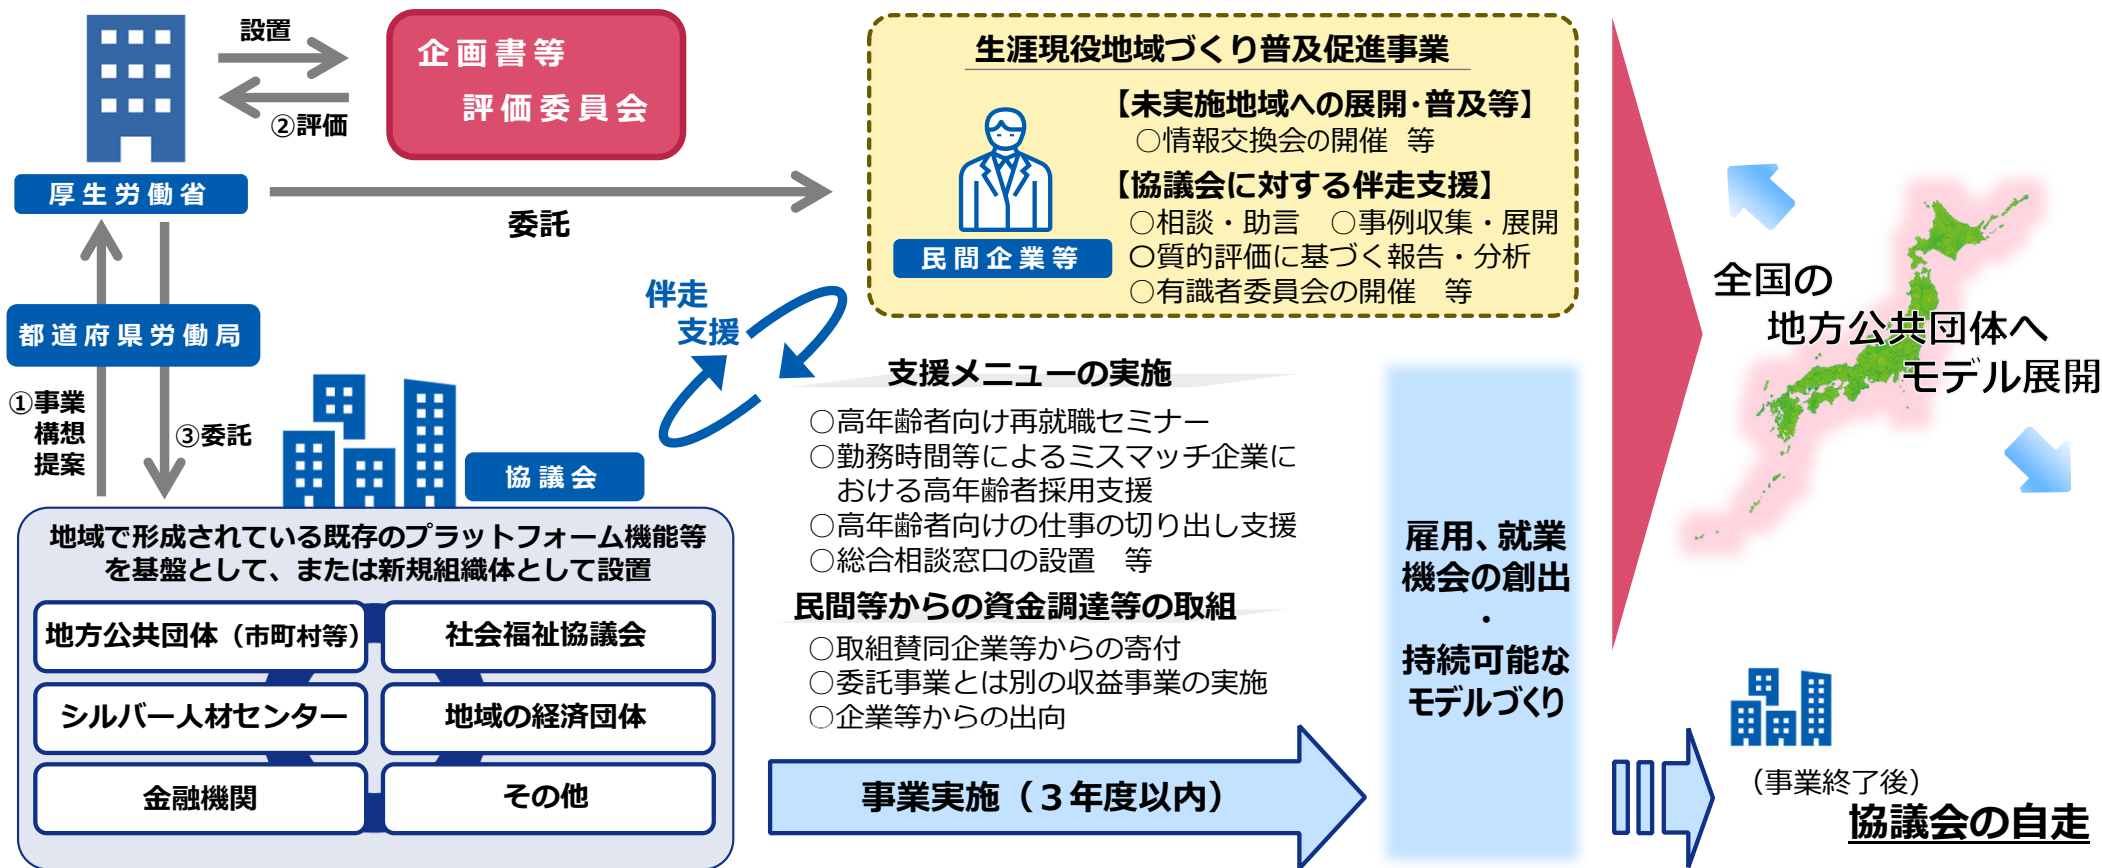 設置
②評価
企画書等
評価委員会
厚生労働省
委託
都道府県労働局
①事業
構想
提案
③委託
協議会
地域で形成されている既存のプラットフォーム機能等
を基盤として、または新規組織体として設置
地方公共団体（市町村等）
社会福祉協議会
シルバー人材センター
地域の経済団体
金融機関
その他
生涯現役地域づくり普及促進事業
【未実施地域への展開・普及等】
○情報交換会の開催 等
【協議会に対する伴走支援】
○相談・助言 ○事例収集・展開
○質的評価に基づく報告・分析
○有識者委員会の開催 等
民間企業等
伴走
支援
支援メニューの実施
○高年齢者向け再就職セミナー
○勤務時間等によるミスマッチ企業に
おける高年齢者採用支援
○高年齢者向けの仕事の切り出し支援
○総合相談窓口の設置 等
民間等からの資金調達等の取組
○取組賛同企業等からの寄付
○委託事業とは別の収益事業の実施
○企業等からの出向
事業実施（３年度以内）
雇用、就業
機会の創出
・
持続可能な
モデルづくり
全国の
地方公共団体へ
モデル展開
（事業終了後）
協議会の自走